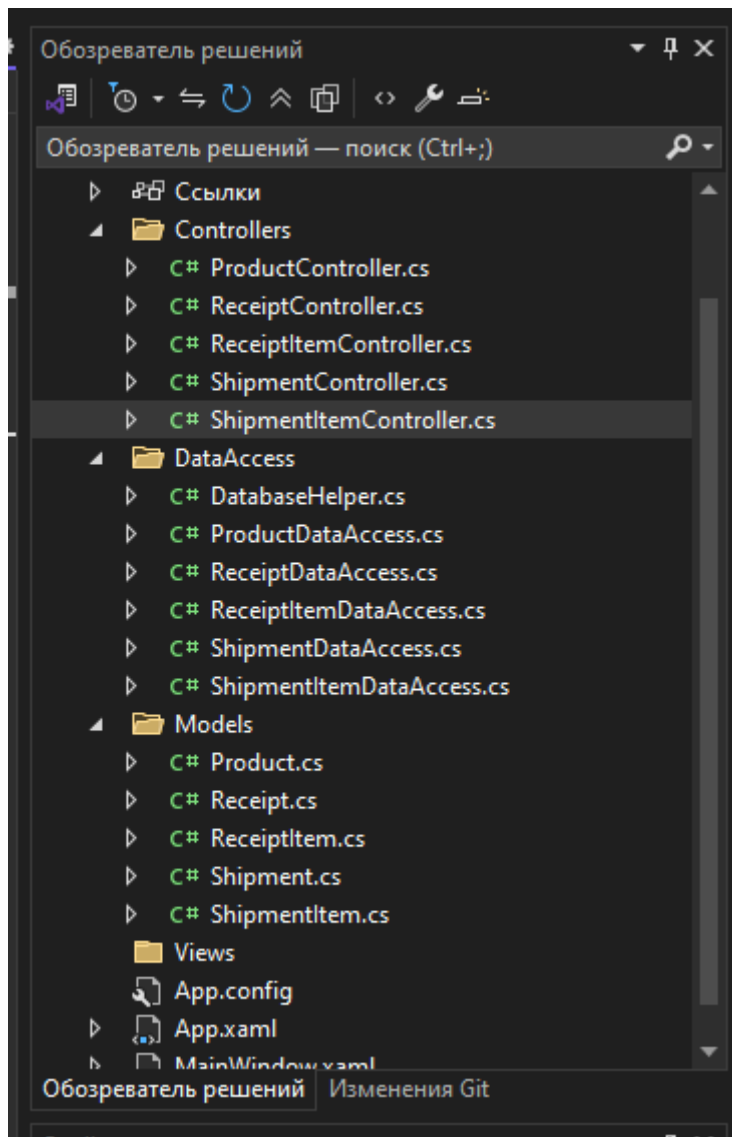 Обозреватель решений
Обозреватель решений — поиск (Ctrl+;)
Ссылки
Controllers
C# ProductController.cs
C# ReceiptController.cs
C# ReceiptItemController.cs
C# ShipmentController.cs
C# ShipmentItemController.cs
DataAccess
C# DatabaseHelper.cs
C# ProductDataAccess.cs
C# ReceiptDataAccess.cs
C# ReceiptItemDataAccess.cs
C# ShipmentDataAccess.cs
C# ShipmentItemDataAccess.cs
Models
C# Product.cs
C# Receipt.cs
C# ReceiptItem.cs
C# Shipment.cs
C# ShipmentItem.cs
Views
App.config
App.xaml
MainWindow.xaml
Обозреватель решений Изменения Git